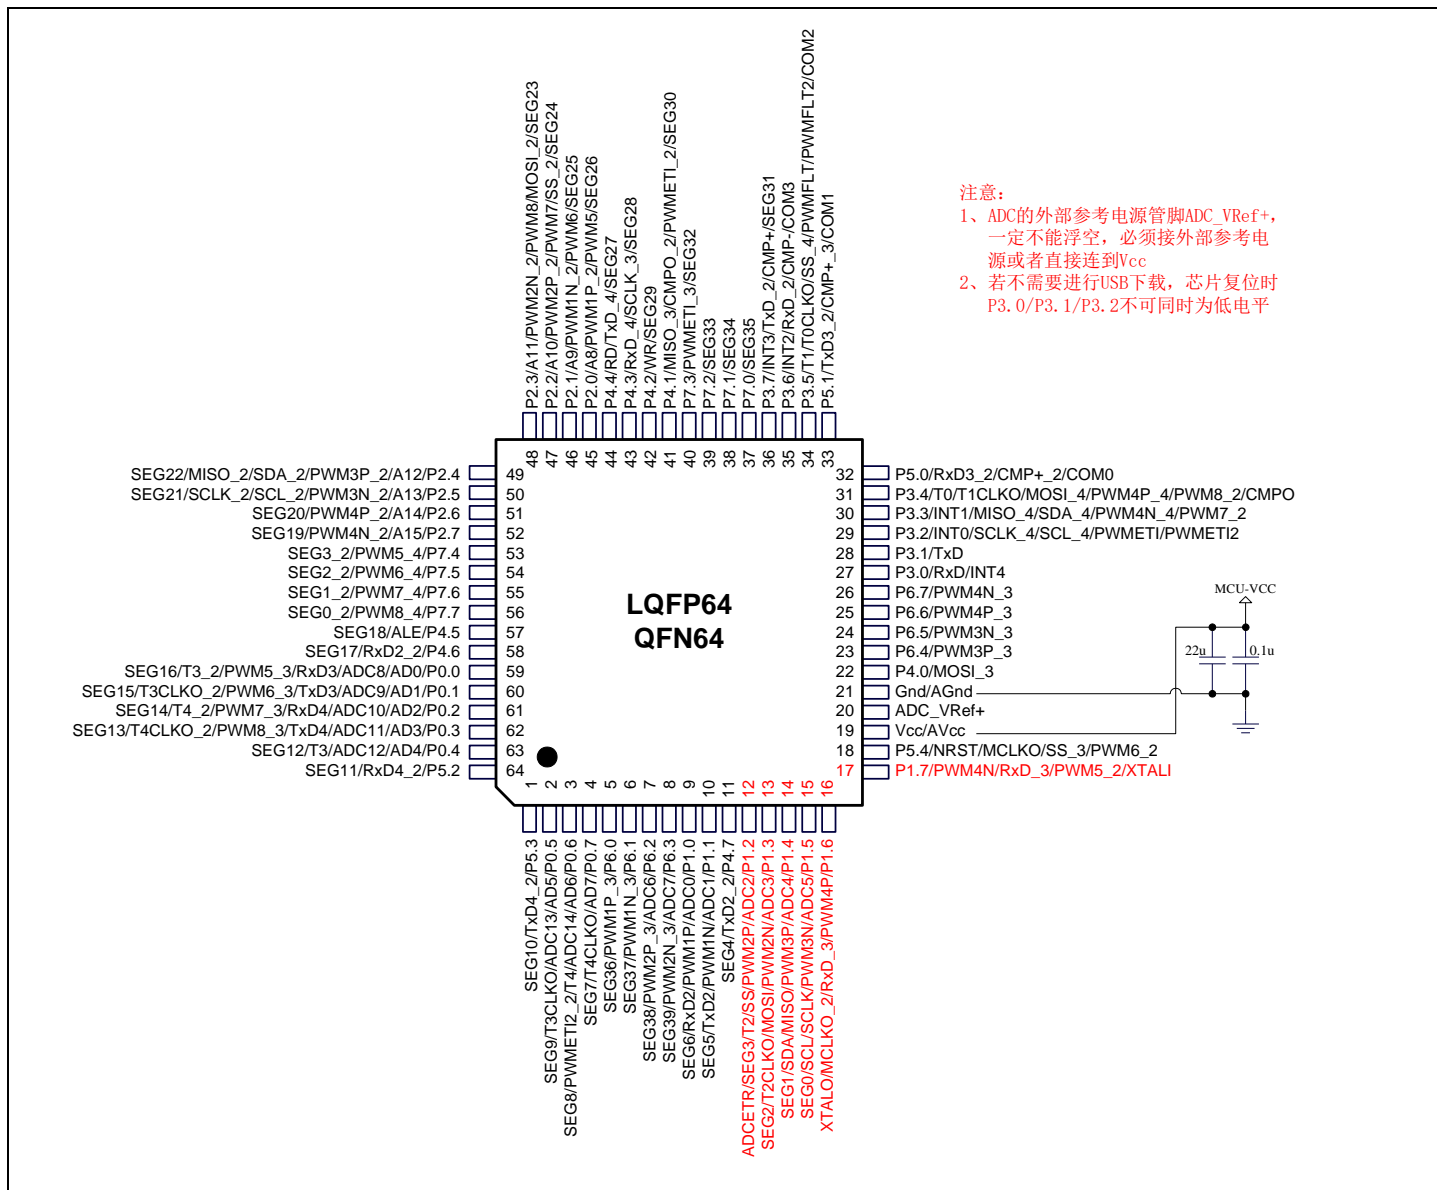 P2.3/A11/PWM2N_2/PWM8/MOSI_2/SEG23
P2.2/A10/PWM2P_2/PWM7/SS_2/SEG24
P2.1/A9/PWM1N_2/PWM6/SEG25
P2.0/A8/PWM1P_2/PWM5/SEG26
P4.4/RD/TxD_4/SEG27
P4.3/RxD_4/SCLK_3/SEG28
P4.2/WR/SEG29
P4.1/MISO_3/CMPO_2/PWMETI_2/SEG30
P7.3/PWMETI_3/SEG32
P7.2/SEG33
P7.1/SEG34
P7.0/SEG35
P3.7/INT3/TxD_2/CMP+/SEG31
P3.6/INT2/RxD_2/CMP-/COM3
P3.5/T1/T0CLKO/SS_4/PWMFLT/PWMFLT2/COM2
P5.1/TxD3_2/CMP+_3/COM1
注意：
1、ADC的外部参考电源管脚ADC_VRef+，
一定不能浮空，必须接外部参考电
源或者直接连到Vcc
2、若不需要进行USB下载，芯片复位时
P3.0/P3.1/P3.2不可同时为低电平
48 47 46 45 44 43 42 41 40 39 38 37 36 35 34 33
SEG22/MISO_2/SDA_2/PWM3P_2/A12/P2.4 49
SEG21/SCLK_2/SCL_2/PWM3N_2/A13/P2.5 50
SEG20/PWM4P_2/A14/P2.6 51
SEG19/PWM4N_2/A15/P2.7 52
SEG3_2/PWM5_4/P7.4 53
SEG2_2/PWM6_4/P7.5 54
SEG1_2/PWM7_4/P7.6 55
SEG0_2/PWM8_4/P7.7 56
SEG18/ALE/P4.5 57
SEG17/RxD2_2/P4.6 58
SEG16/T3_2/PWM5_3/RxD3/ADC8/AD0/P0.0 59
SEG15/T3CLKO_2/PWM6_3/TxD3/ADC9/AD1/P0.1 60
SEG14/T4_2/PWM7_3/RxD4/ADC10/AD2/P0.2 61
SEG13/T4CLKO_2/PWM8_3/TxD4/ADC11/AD3/P0.3 62
SEG12/T3/ADC12/AD4/P0.4 63
SEG11/RxD4_2/P5.2 64
LQFP64
QFN64
32 P5.0/RxD3_2/CMP+_2/COM0
31 P3.4/T0/T1CLKO/MOSI_4/PWM4P_4/PWM8_2/CMPO
30 P3.3/INT1/MISO_4/SDA_4/PWM4N_4/PWM7_2
29 P3.2/INT0/SCLK_4/SCL_4/PWMETI/PWMETI2
28 P3.1/TxD
27 P3.0/RxD/INT4
26 P6.7/PWM4N_3
25 P6.6/PWM4P_3
24 P6.5/PWM3N_3
23 P6.4/PWM3P_3
22 P4.0/MOSI_3
21 Gnd/AGnd
20 ADC_VRef+
19 Vcc/AVcc
18 P5.4/NRST/MCLKO/SS_3/PWM6_2
17 P1.7/PWM4N/RxD_3/PWM5_2/XTALI
MCU-VCC
22u 0.1u
1 2 3 4 5 6 7 8 9 10 11 12 13 14 15 16
SEG10/TxD4_2/P5.3
SEG9/T3CLKO/ADC13/AD5/P0.5
SEG8/PWMETI2_2/T4/ADC14/AD6/P0.6
SEG7/T4CLKO/AD7/P0.7
SEG36/PWM1P_3/P6.0
SEG37/PWM1N_3/P6.1
SEG38/PWM2P_3/ADC6/P6.2
SEG39/PWM2N_3/ADC7/P6.3
SEG6/RxD2/PWM1P/ADC0/P1.0
SEG5/TxD2/PWM1N/ADC1/P1.1
SEG4/TxD2_2/P4.7
ADCETR/SEG3/T2/SS/PWM2P/ADC2/P1.2
SEG2/T2CLKO/MOSI/PWM2N/ADC3/P1.3
SEG1/SDA/MISO/PWM3P/ADC4/P1.4
SEG0/SCL/SCLK/PWM3N/ADC5/P1.5
XTALO/MCLKO_2/RxD_3/PWM4P/P1.6